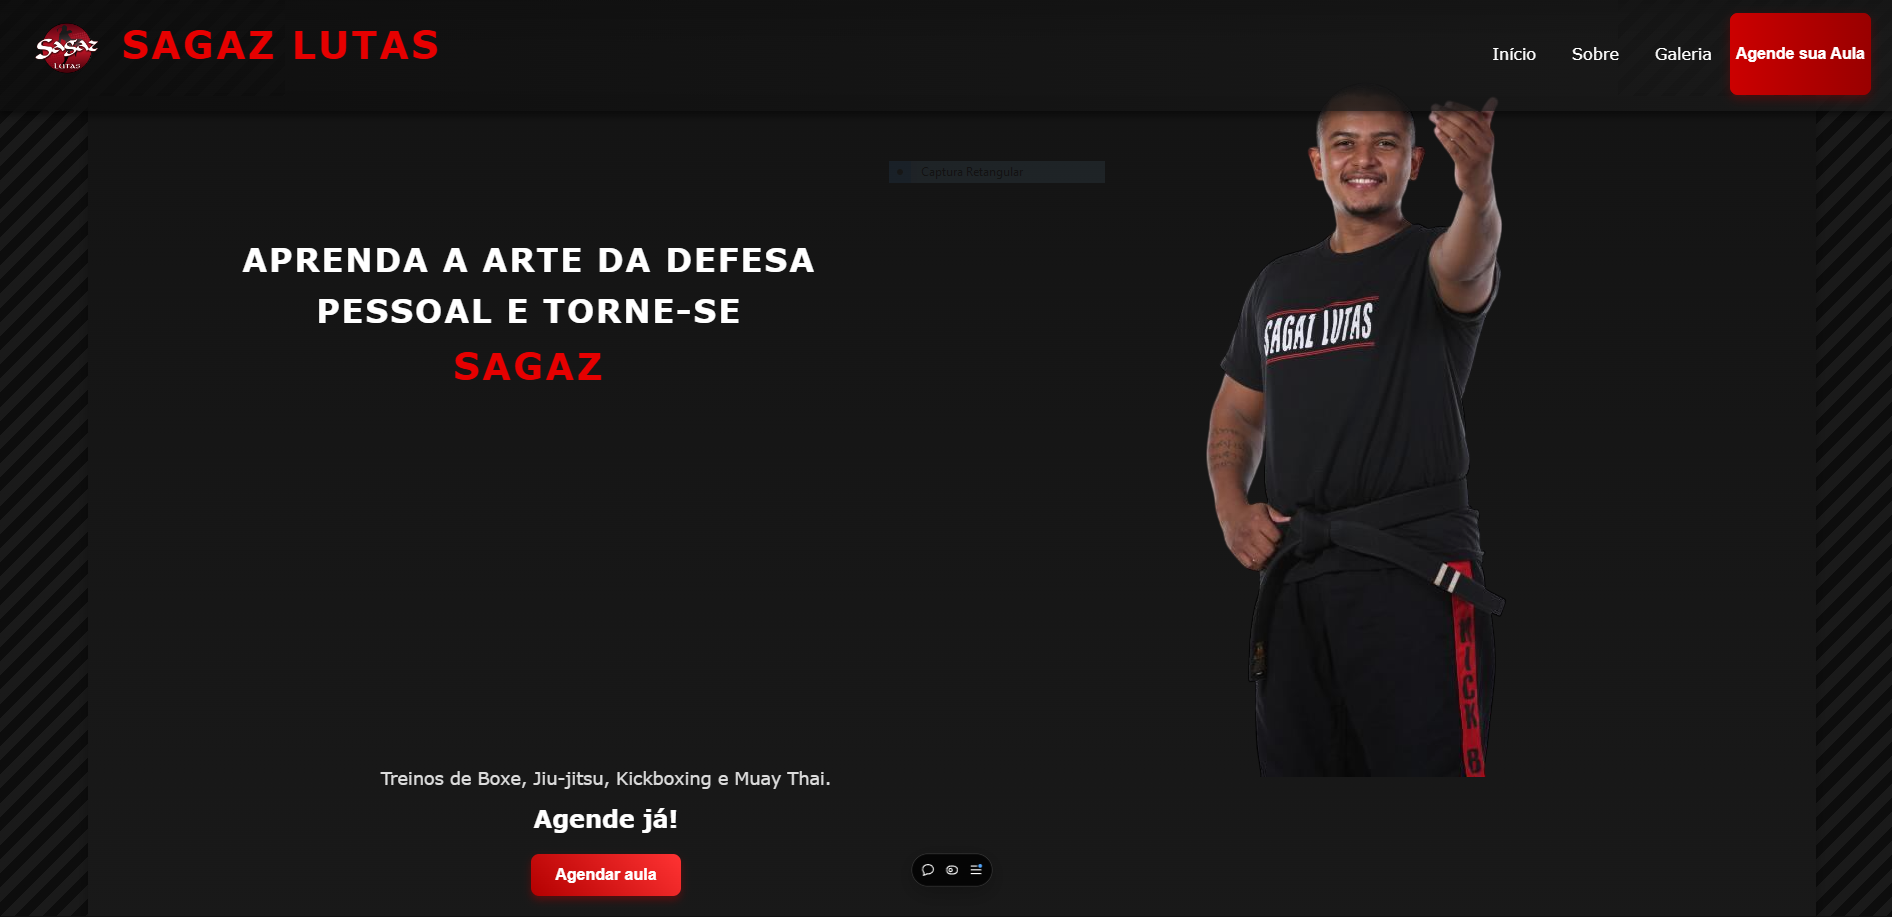 Sagaz
LUTAS
SAGAZ LUTAS
Início
Sobre
Galeria
Agende sua Aula
Captura Retangular
APRENDA A ARTE DA DEFESA
PESSOAL E TORNE-SE
SAGAZ
SAGAZ LUTAS
KICK B
Treinos de Boxe, Jiu-jitsu, Kickboxing e Muay Thai.
Agende já!
Agendar aula